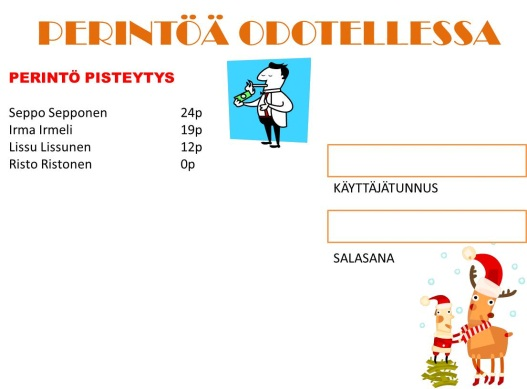 PERINTÖÄ ODOTELLESSA
PERINTÖ PISTEYTYS
Seppo Sepponen 24p
Irma Irmeli 19p
Lissu Lissunen 12p
Risto Ristonen 0p
KÄYTTÄJÄTUNNUS
SALASANA